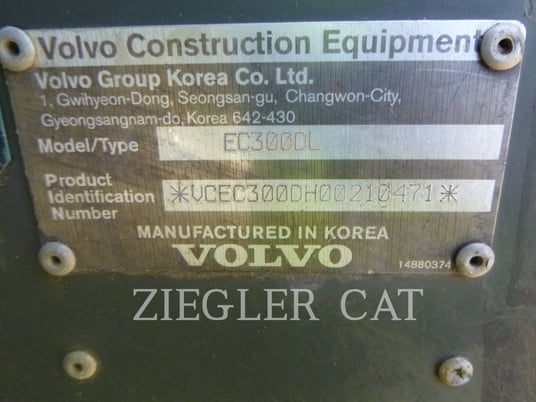 Volvo Construction Equipment
Volvo Group Korea Co. Ltd.
1, Gwihyeon-Dong, Seongsan-gu, Changwon-City,
Gyeongsangnam-do, Korea 642-430
Model/Type EC300DL
Product
Identification *VCEC300DH00210471*
Number
MANUFACTURED IN KOREA
VOLVO
14880374
ZIEGLER CAT